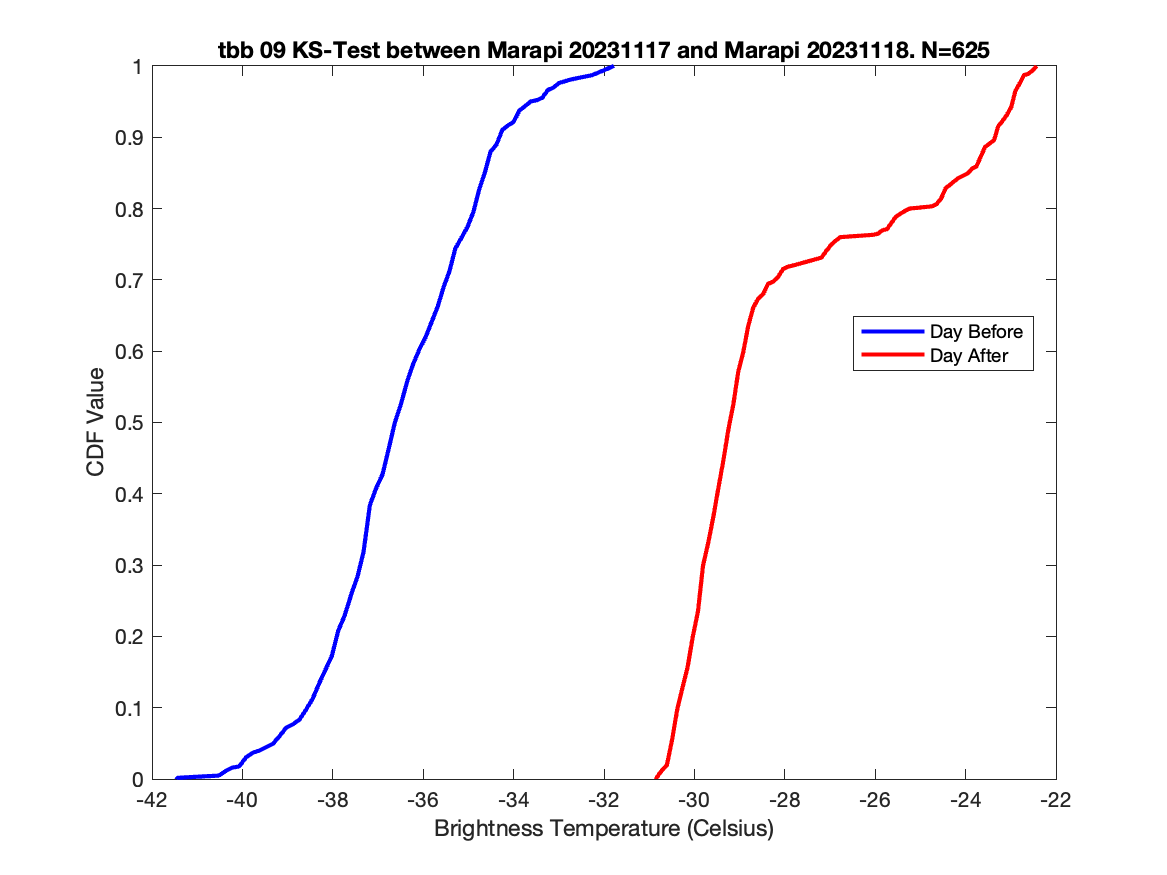 tbb 09 KS-Test between Marapi 20231117 and Marapi 20231118. N=625
1
0.9
0.8
0.7
0.6
0.5
0.4
0.3
0.2
0.1
0
CDF Value
Day Before
Day After
-42 -40 -38 -36 -34 -32 -30 -28 -26 -24 -22
Brightness Temperature (Celsius)